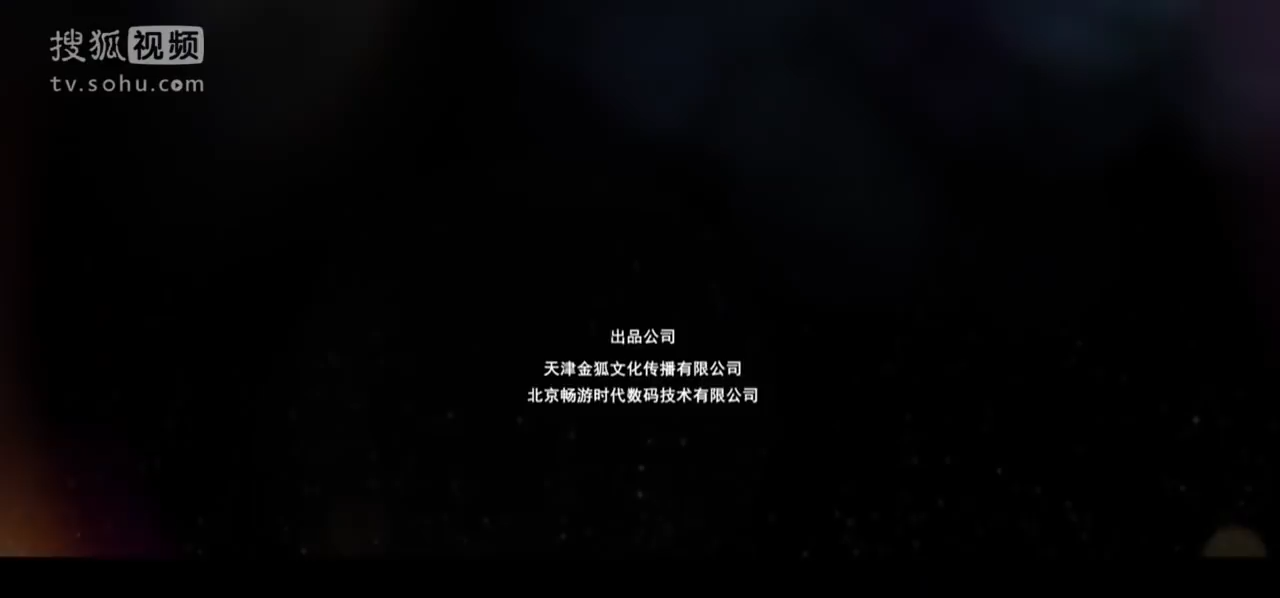 搜狐视频
tv.sohu.com
出品公司
天津金狐文化传播有限公司
北京畅游时代数码技术有限公司